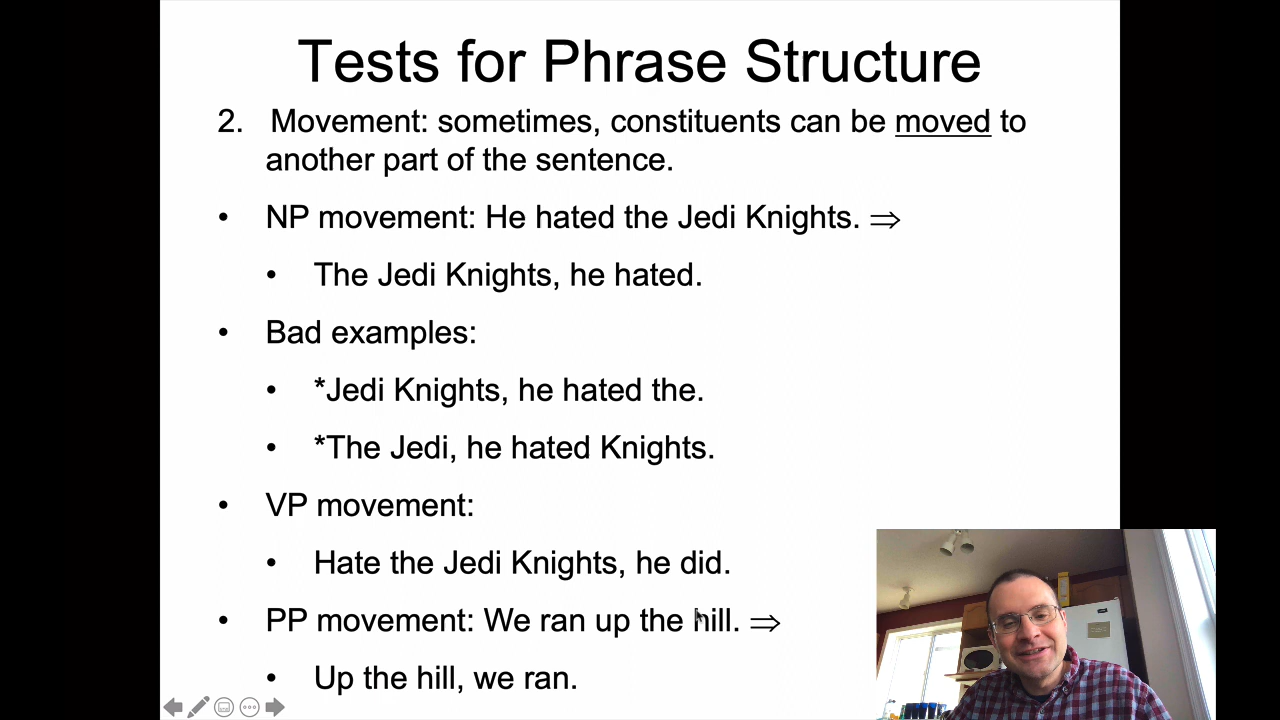 Tests for Phrase Structure
2. Movement: sometimes, constituents can be moved to
another part of the sentence.
• NP movement: He hated the Jedi Knights. ⇒
• The Jedi Knights, he hated.
• Bad examples:
• *Jedi Knights, he hated the.
• *The Jedi, he hated Knights.
• VP movement:
• Hate the Jedi Knights, he did.
• PP movement: We ran up the hill. ⇒
• Up the hill, we ran.